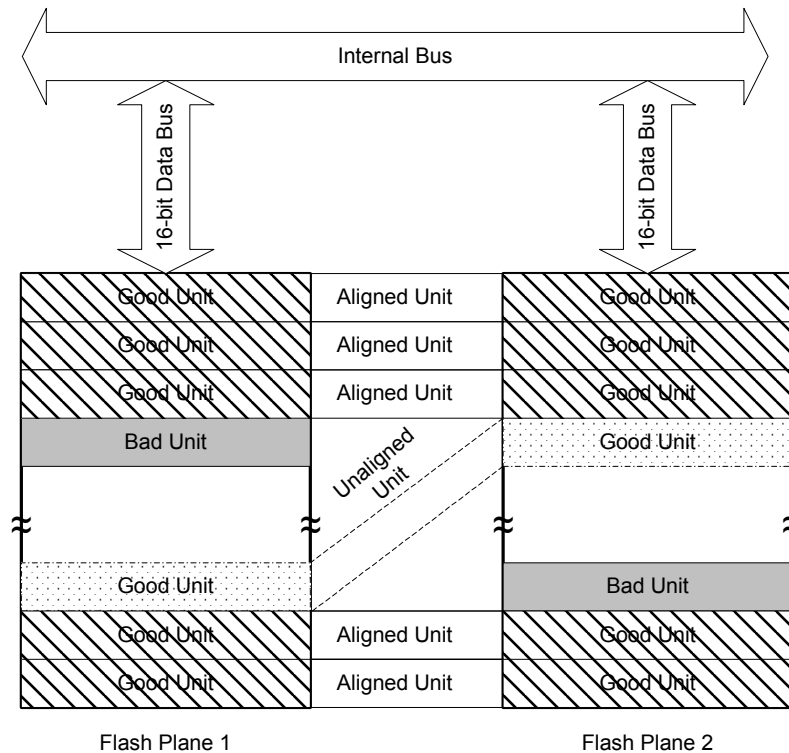 Internal Bus
16-bit Data Bus
16-bit Data Bus
Good Unit
Aligned Unit
Good Unit
Good Unit
Aligned Unit
Good Unit
Good Unit
Aligned Unit
Good Unit
Bad Unit
Good Unit
Unaligned
Unit
Good Unit
Bad Unit
Good Unit
Aligned Unit
Good Unit
Good Unit
Aligned Unit
Good Unit
Flash Plane 1
Flash Plane 2